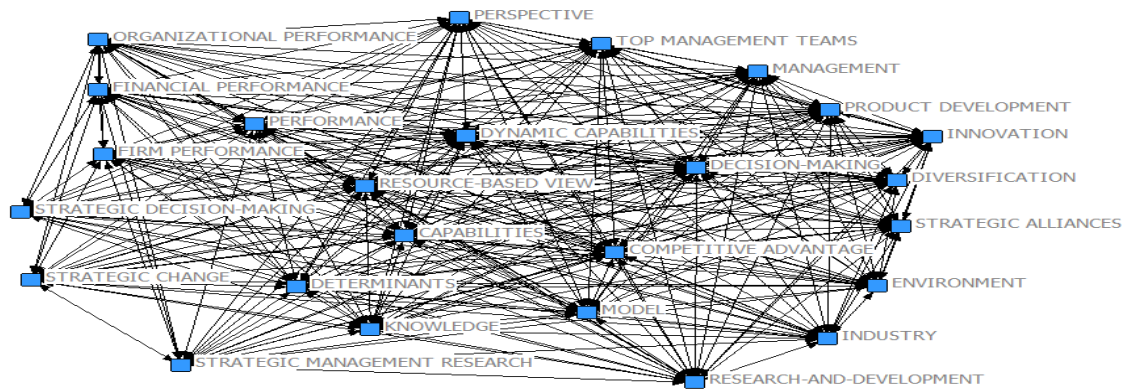 PERSPECTIVE
ORGANIZATIONAL PERFORMANCE
TOP MANAGEMENT TEAMS
MANAGEMENT
FINANCIAL PERFORMANCE
PRODUCT DEVELOPMENT
PERFORMANCE
DYNAMIC CAPABILITIES
INNOVATION
FIRM PERFORMANCE
DECISION-MAKING
DIVERSIFICATION
RESOURCE-BASED VIEW
STRATEGIC DECISION-MAKING
STRATEGIC ALLIANCES
CAPABILITIES
COMPETITIVE ADVANTAGE
STRATEGIC CHANGE
DETERMINANTS
ENVIRONMENT
MODEL
KNOWLEDGE
INDUSTRY
STRATEGIC MANAGEMENT RESEARCH
RESEARCH-AND-DEVELOPMENT